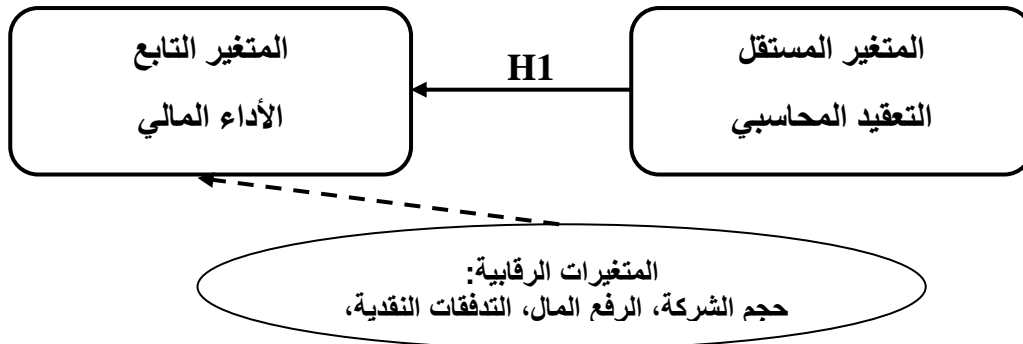 المتغير المستقل
التعقيد المحاسبي
H1
المتغير التابع
الأداء المالي
المتغيرات الرقابية:
حجم الشركة، الرفع المال، التدفقات النقدية،